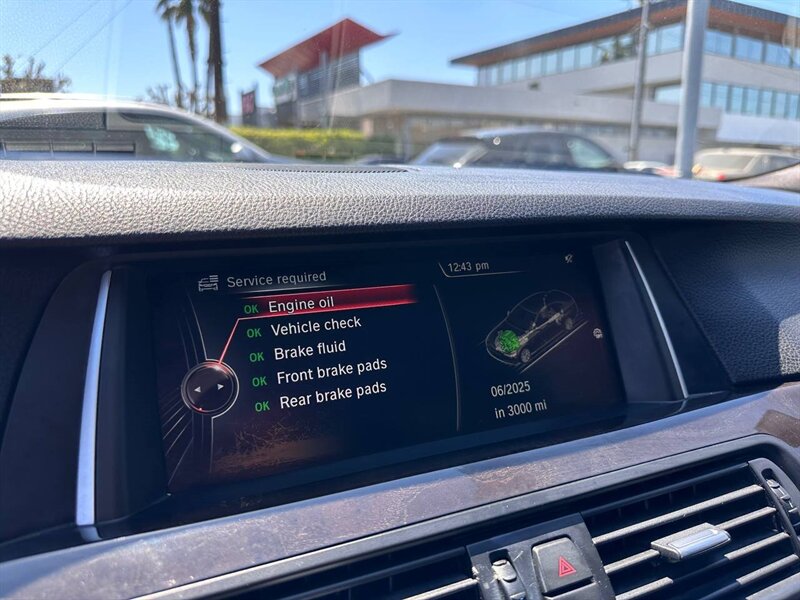 Service required
12:43 pm
OK Engine oil
OK Vehicle check
OK Brake fluid
OK Front brake pads
OK Rear brake pads
06/2025
in 3000 mi